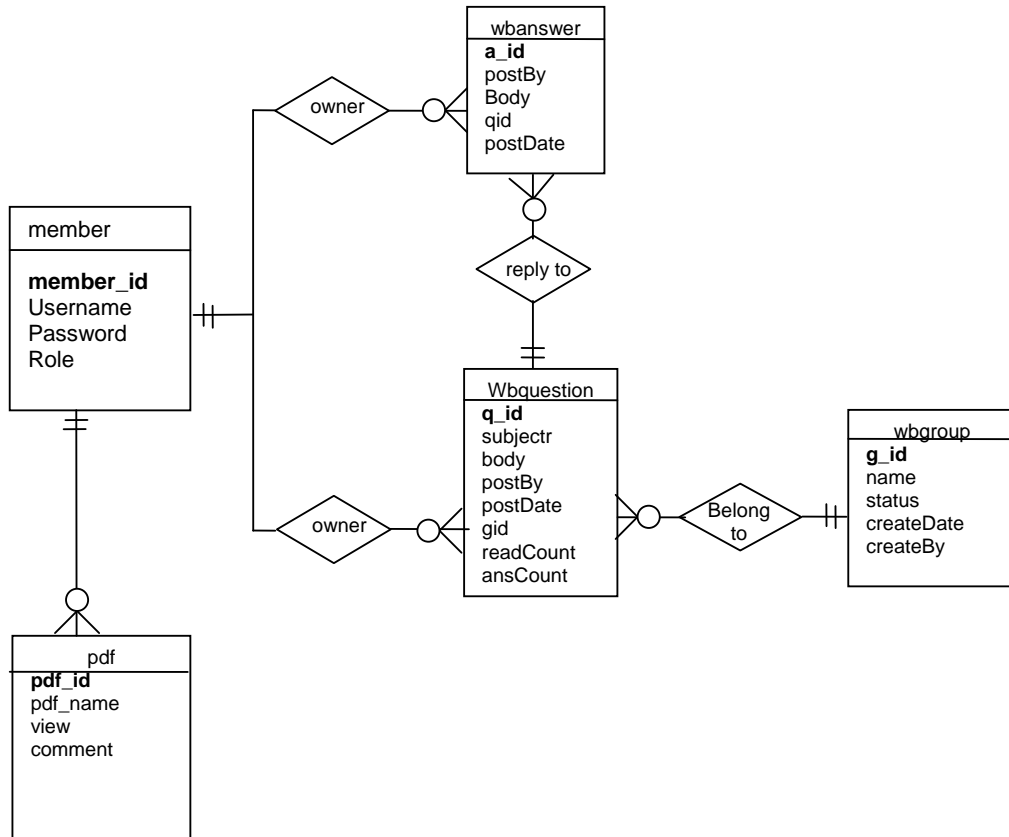 wbanswer
a_id
postBy
Body
qid
postDate
owner
member
member_id
Username
Password
Role
reply to
Wbquestion
q_id
subjectr
body
postBy
postDate
gid
readCount
ansCount
owner
Belong
to
wbgroup
g_id
name
status
createDate
createBy
pdf
pdf_id
pdf_name
view
comment